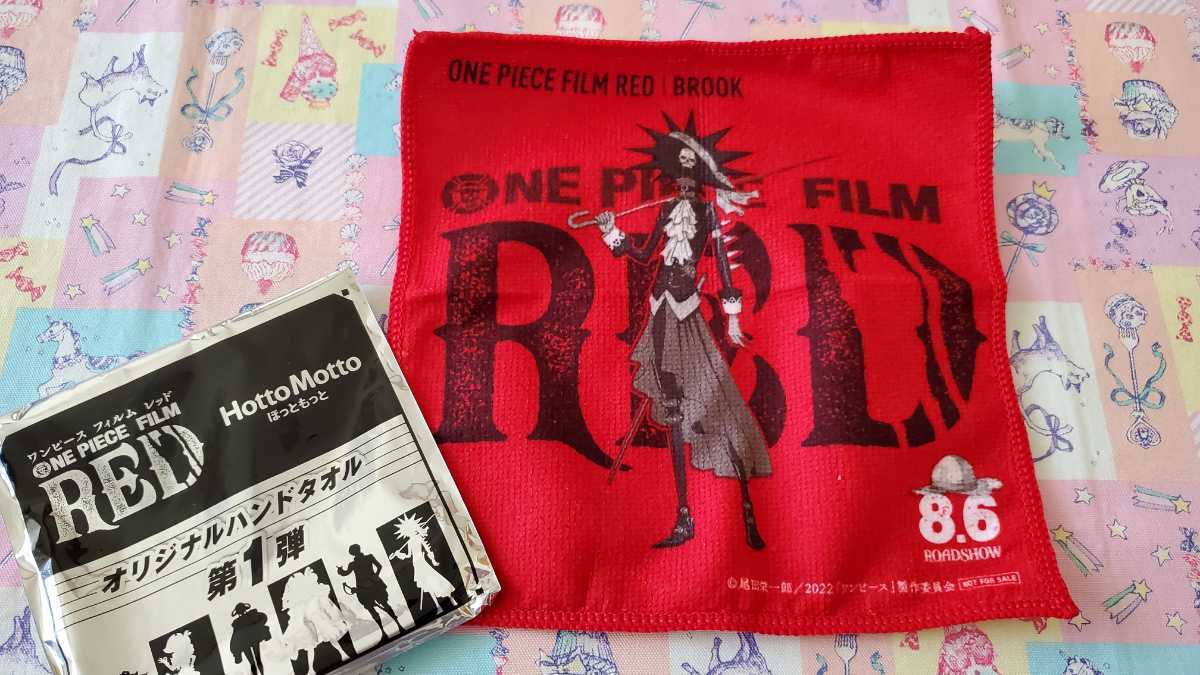 ONE PIECE FILM RED | BROOK
ONE PIECE FILM
RED
8.6
ROADSHOW
©尾田栄一郎/2022「ワンピース」製作委員会 NOT FOR SALE
ワンピース フィルム レッド
ONE PIECE FILM
RED
HottoMotto
ほっともっと
オリジナルハンドタオル
第1弾